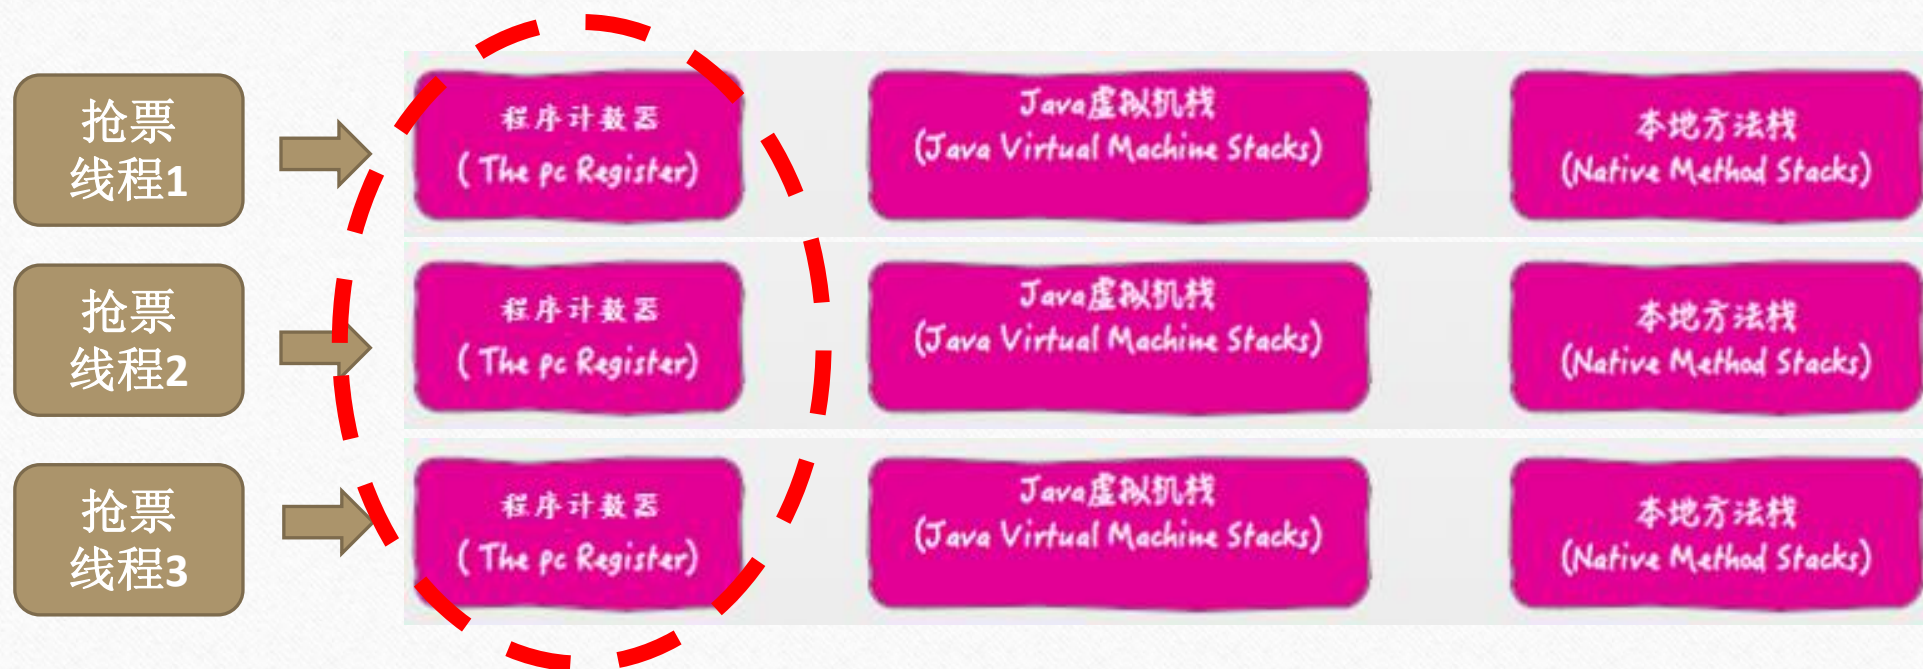 抢票
线程1
程序计数器
( The pc Register)
Java虚拟机栈
(Java Virtual Machine Stacks)
本地方法栈
(Native Method Stacks)
抢票
线程2
程序计数器
( The pc Register)
Java虚拟机栈
(Java Virtual Machine Stacks)
本地方法栈
(Native Method Stacks)
抢票
线程3
程序计数器
( The pc Register)
Java虚拟机栈
(Java Virtual Machine Stacks)
本地方法栈
(Native Method Stacks)